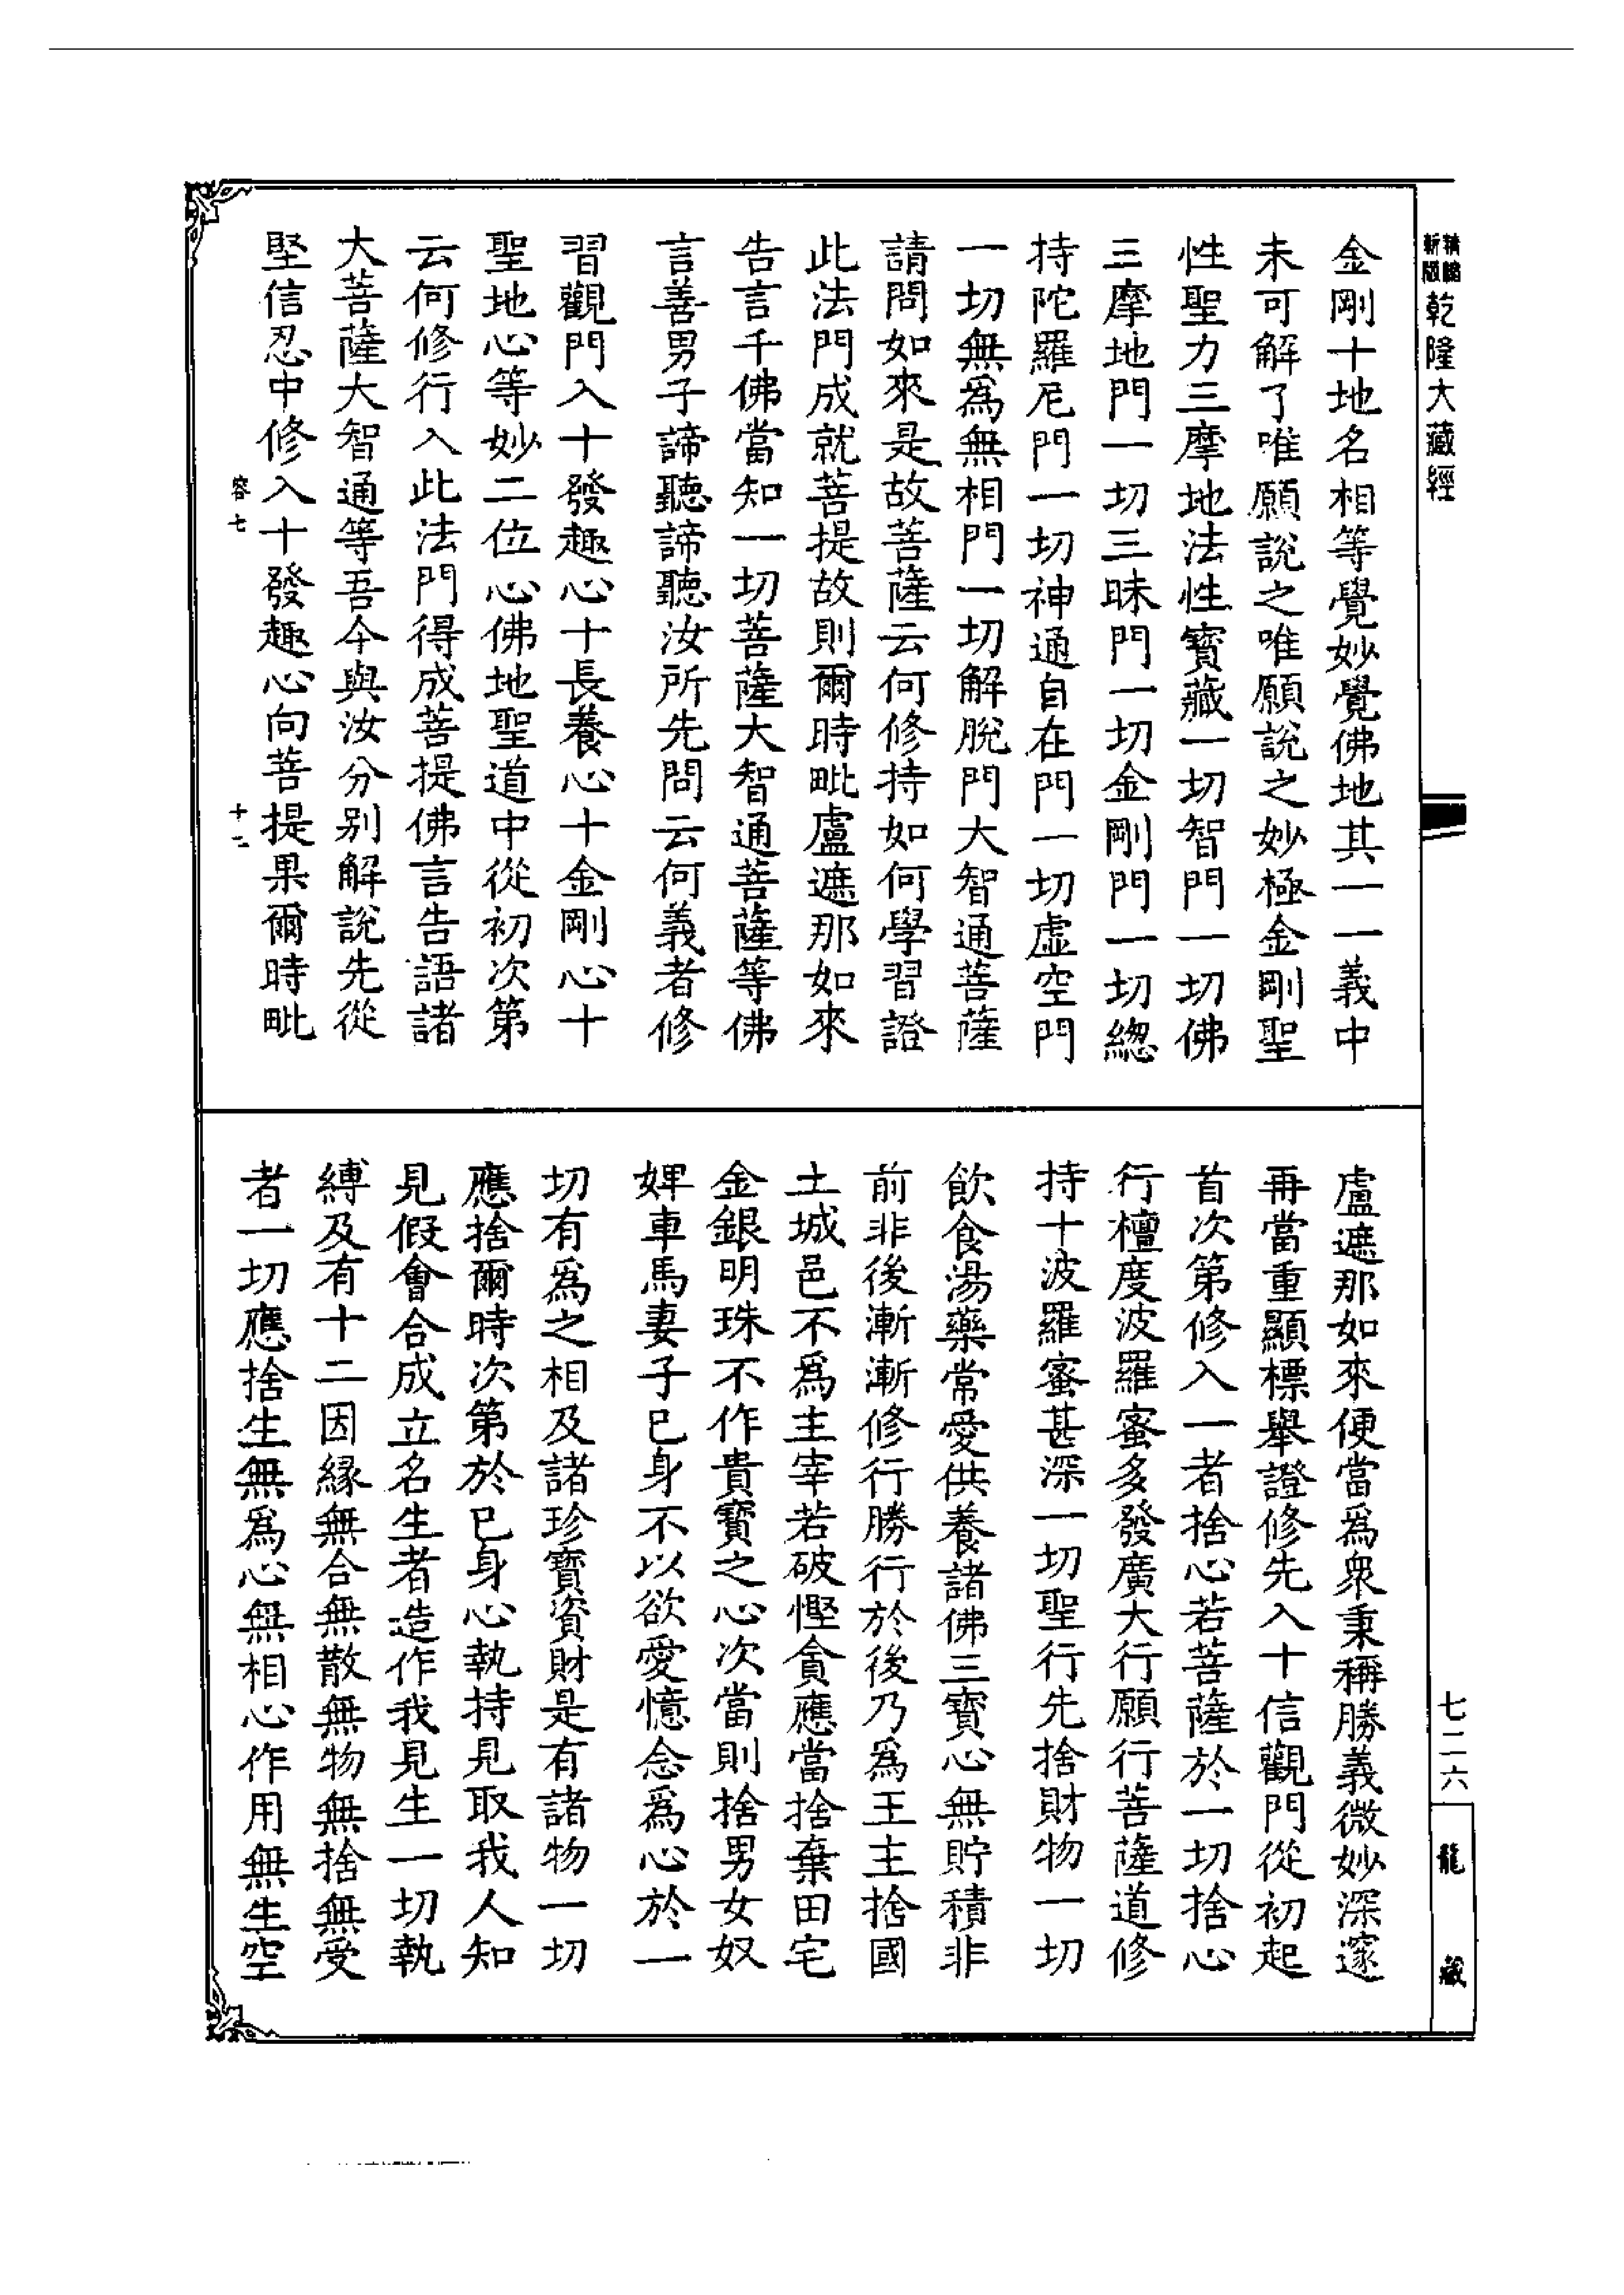 新版
精縮
乾隆大藏經
金剛十地名相等覺妙覺佛地其一一義中
未可解了唯願說之唯願說之妙極金剛聖
性聖力三摩地法性寶藏一切智門一切佛
三摩地門一切三昧門一切金剛門一切總
持陀羅尼門一切神通自在門一切虛空門
一切無爲無相門一切解脫門大智通菩薩
請問如來是故菩薩云何修持如何學習證
此法門成就菩提故則爾時毗盧遮那如來
告言千佛當知一切菩薩大智通菩薩等佛
言善男子諦聽諦聽汝所先問云何義者修
習觀門入十發趣心十長養心十金剛心十
聖地心等妙二位心佛地聖道中從初次第
云何修行入此法門得成菩提佛言告語諸
大菩薩大智通等吾今與汝分別解說先從
堅信忍中修入十發趣心向菩提果爾時毗
容七
十二
盧遮那如來便當爲衆秉稱勝義微妙深邃
再當重顯標舉證修先入十信觀門從初起
首次第修入一者捨心若菩薩於一切捨心
行檀度波羅蜜多發廣大行願行菩薩道修
持十波羅蜜甚深一切聖行先捨財物一切
飲食湯藥常愛供養諸佛三寶心無貯積非
前非後漸漸修行勝行於後乃爲王主捨國
土城邑不爲主宰若破慳貪應當捨棄田宅
金銀明珠不作貴寶之心次當則捨男女奴
婢車馬妻子已身不以欲愛憶念爲心於一
切有爲之相及諸珍寶資財是有諸物一切
應捨爾時次第於已身心執持見取我人知
見假會合成立名生者造作我見生一切執
縛及有十二因緣無合無散無物無捨無受
者一切應捨生無爲心無相心作用無生空
七二六
龍藏